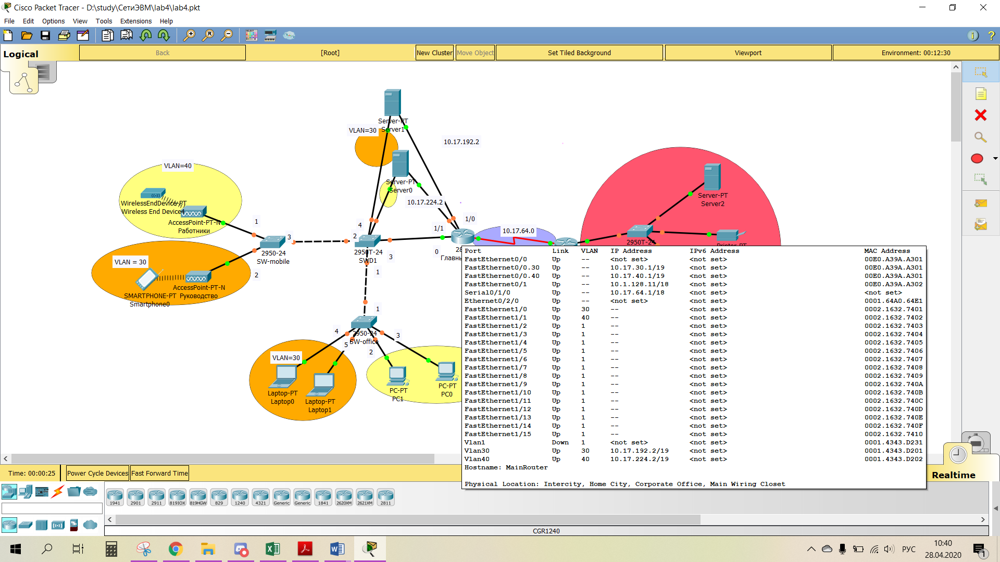 Cisco Packet Tracer - D:\study\СетиЭВМ\lab4\lab4.pkt
File Edit Options View Tools Extensions Help
Logical Back [Root] New Cluster Move Object Set Tiled Background Viewport Environment: 00:12:30
Server-PT
Server1
VLAN=30
10.17.192.2
VLAN=40
Server-PT
Server0
10.17.224.2
WirelessEndDevice-PT
Wireless End Device4
AccessPoint-PT-N
Работники
1
3
2950-24
SW-mobile
2
VLAN = 30
AccessPoint-PT-N
Руководство
SMARTPHONE-PT
Smartphone0
4
2
2950T-24
SWD1
3
1
1/1
1/0
0
28
Главны
10.17.64.0
Server-PT
Server2
2950T-24
Printer-PT
1
2950-24
SW-office
4
5
2
3
VLAN=30
Laptop-PT
Laptop0
Laptop-PT
Laptop1
PC-PT
PC1
PC-PT
PC0
Port Link VLAN IP Address IPv6 Address MAC Address
FastEthernet0/0 Up -- <not set> <not set> 00E0.A39A.A301
FastEthernet0/0.30 Up -- 10.17.30.1/19 <not set> 00E0.A39A.A301
FastEthernet0/0.40 Up -- 10.17.40.1/19 <not set> 00E0.A39A.A301
FastEthernet0/1 Up -- 10.1.128.11/18 <not set> 00E0.A39A.A302
Serial0/1/0 Up -- 10.17.64.1/18 <not set> <not set>
Ethernet0/2/0 Up -- <not set> <not set> 0001.64A0.64E1
FastEthernet1/0 Up 30 -- <not set> 0002.1632.7401
FastEthernet1/1 Up 40 -- <not set> 0002.1632.7402
FastEthernet1/2 Up 1 -- <not set> 0002.1632.7403
FastEthernet1/3 Up 1 -- <not set> 0002.1632.7404
FastEthernet1/4 Up 1 -- <not set> 0002.1632.7405
FastEthernet1/5 Up 1 -- <not set> 0002.1632.7406
FastEthernet1/6 Up 1 -- <not set> 0002.1632.7407
FastEthernet1/7 Up 1 -- <not set> 0002.1632.7408
FastEthernet1/8 Up 1 -- <not set> 0002.1632.7409
FastEthernet1/9 Up 1 -- <not set> 0002.1632.740A
FastEthernet1/10 Up 1 -- <not set> 0002.1632.740B
FastEthernet1/11 Up 1 -- <not set> 0002.1632.740C
FastEthernet1/12 Up 1 -- <not set> 0002.1632.740D
FastEthernet1/13 Up 1 -- <not set> 0002.1632.740E
FastEthernet1/14 Up 1 -- <not set> 0002.1632.740F
FastEthernet1/15 Up 1 -- <not set> 0002.1632.7410
Vlan1 Down 1 <not set> <not set> 0001.4343.D231
Vlan30 Up 30 10.17.192.2/19 <not set> 0001.4343.D201
Vlan40 Up 40 10.17.224.2/19 <not set> 0001.4343.D202
Hostname: MainRouter
Physical Location: Intercity, Home City, Corporate Office, Main Wiring Closet
Time: 00:00:25 Power Cycle Devices Fast Forward Time
Realtime
1941 2901 2911 819IOX 819HGW 829 1240 4321 Generic Generic 1841 2620XM 2621XM 2811
CGR1240
РУС
10:40
28.04.2020
1